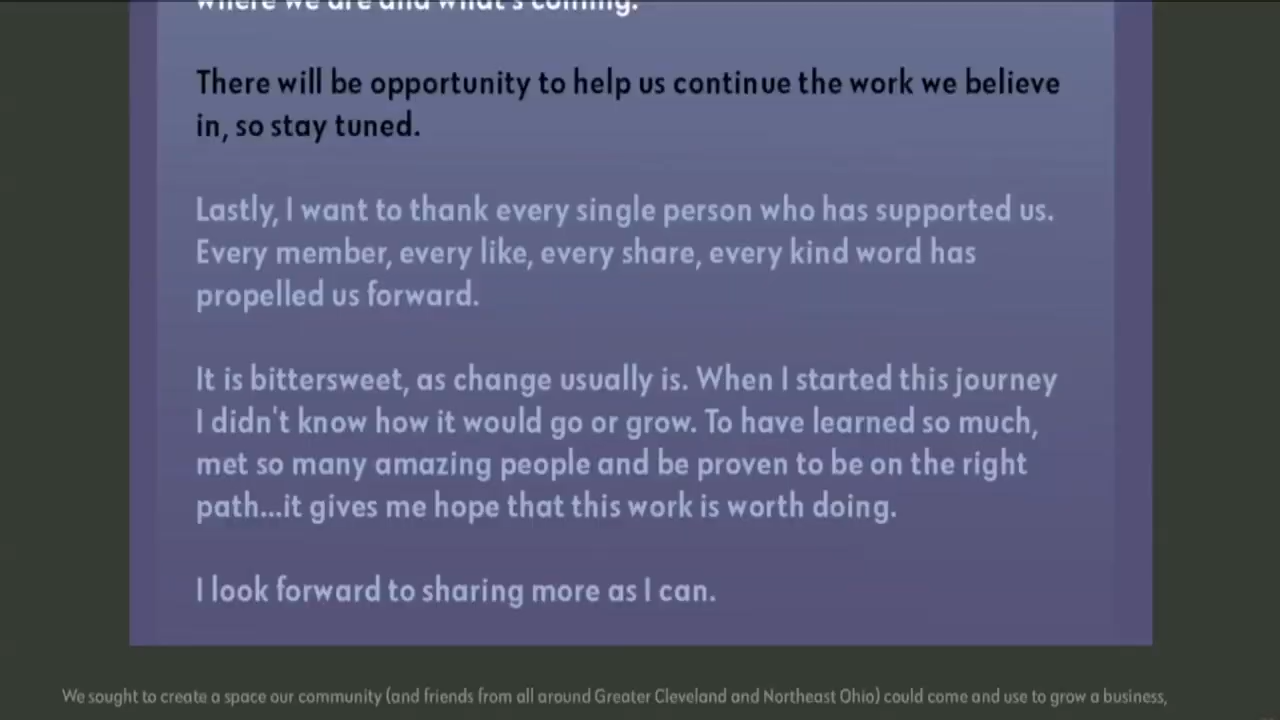 where we are and what's coming.
There will be opportunity to help us continue the work we believe
in, so stay tuned.
Lastly, I want to thank every single person who has supported us.
Every member, every like, every share, every kind word has
propelled us forward.
It is bittersweet, as change usually is. When I started this journey
I didn't know how it would go or grow. To have learned so much,
met so many amazing people and be proven to be on the right
path...it gives me hope that this work is worth doing.
I look forward to sharing more as I can.
We sought to create a space our community (and friends from all around Greater Cleveland and Northeast Ohio) could come and use to grow a business,